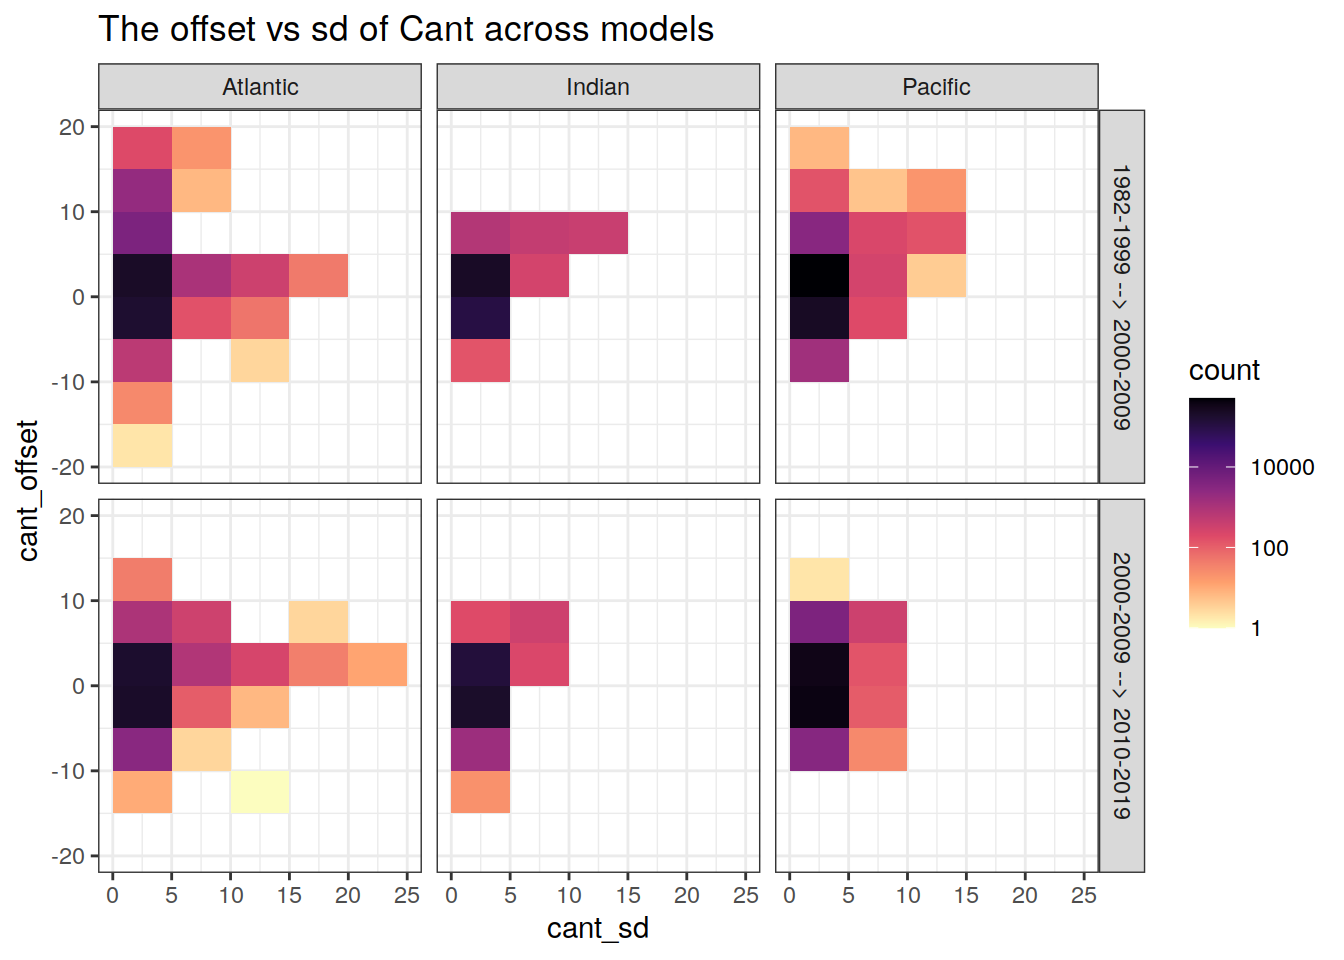 The offset vs sd of Cant across models
Atlantic
Indian
Pacific
20
10
0
-10
-20
1982-1999 --> 2000-2009
20
10
0
-10
-20
2000-2009 --> 2010-2019
cant_offset
0 5 10 15 20 25
0 5 10 15 20 25
0 5 10 15 20 25
cant_sd
count
10000
100
1